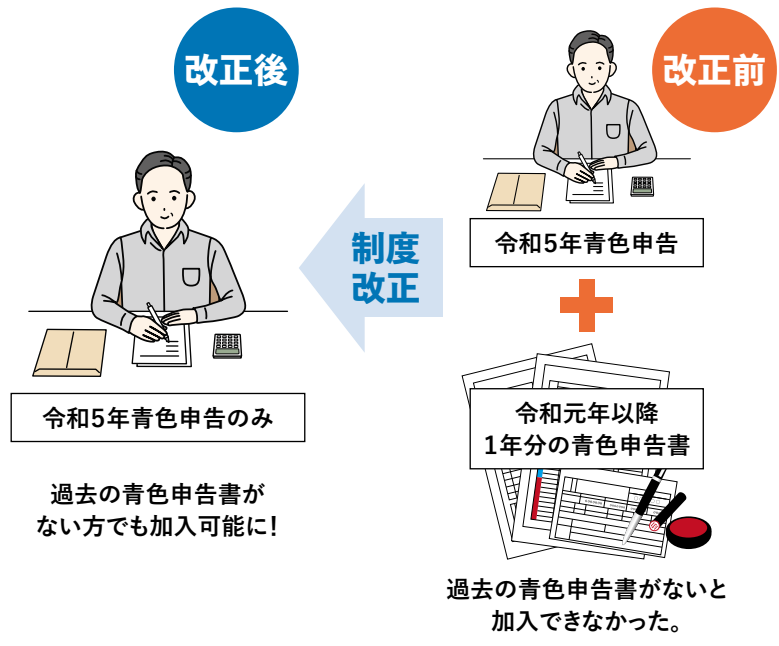 改正前
令和5年青色申告
令和元年以降
1年分の青色申告書
過去の青色申告書がないと
加入できなかった。
制度
改正
改正後
令和5年青色申告のみ
過去の青色申告書が
ない方でも加入可能に！